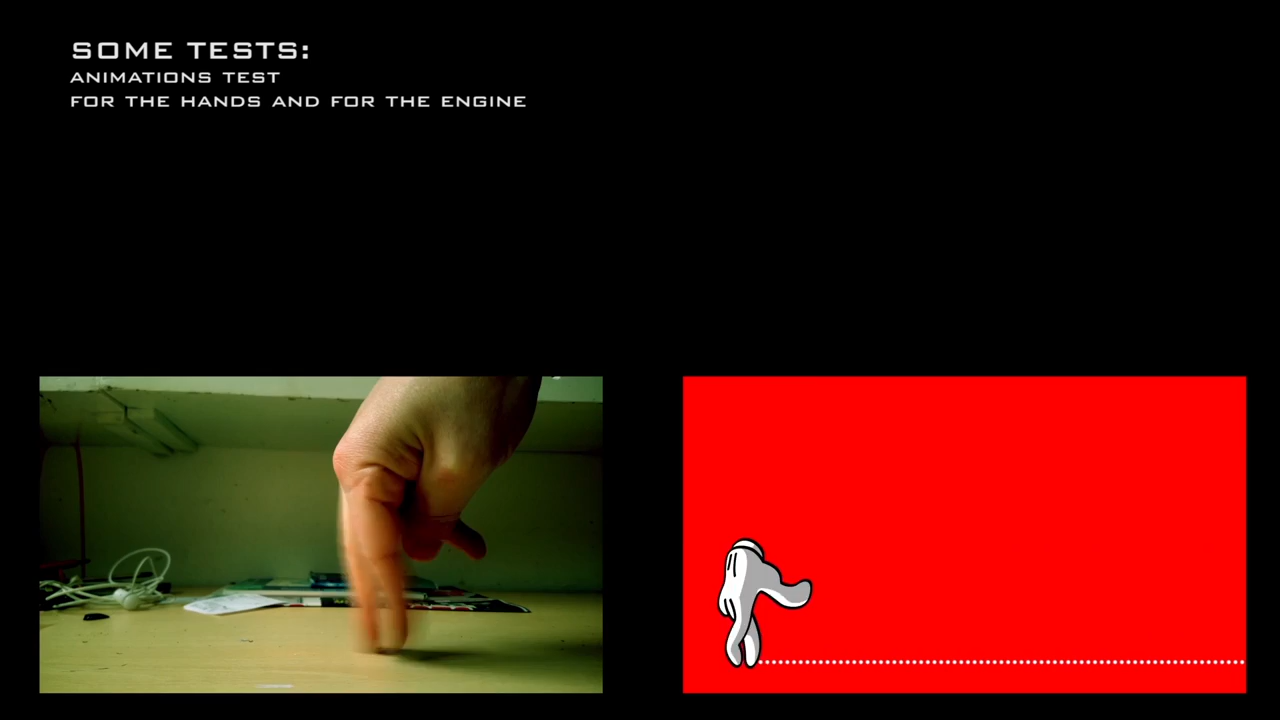 SOME TESTS:
ANIMATIONS TEST
FOR THE HANDS AND FOR THE ENGINE